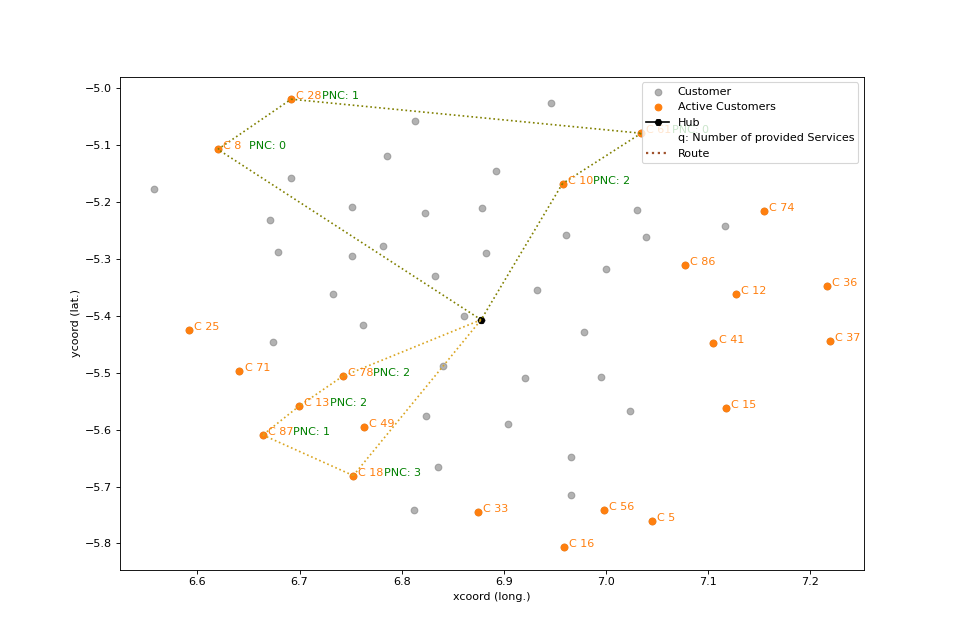 −5.0
−5.1
−5.2
−5.3
−5.4
−5.5
−5.6
−5.7
−5.8
ycoord (lat.)
6.6 6.7 6.8 6.9 7.0 7.1 7.2
xcoord (long.)
Customer
Active Customers
Hub
q: Number of provided Services
Route
C 28 PNC: 1
C 8 PNC: 0
C 10 PNC: 2
C 74
C 86
C 12
C 36
C 25
C 41
C 37
C 71
C 78 PNC: 2
C 13 PNC: 2
C 15
C 49
C 87 PNC: 1
C 18 PNC: 3
C 33
C 56
C 5
C 16